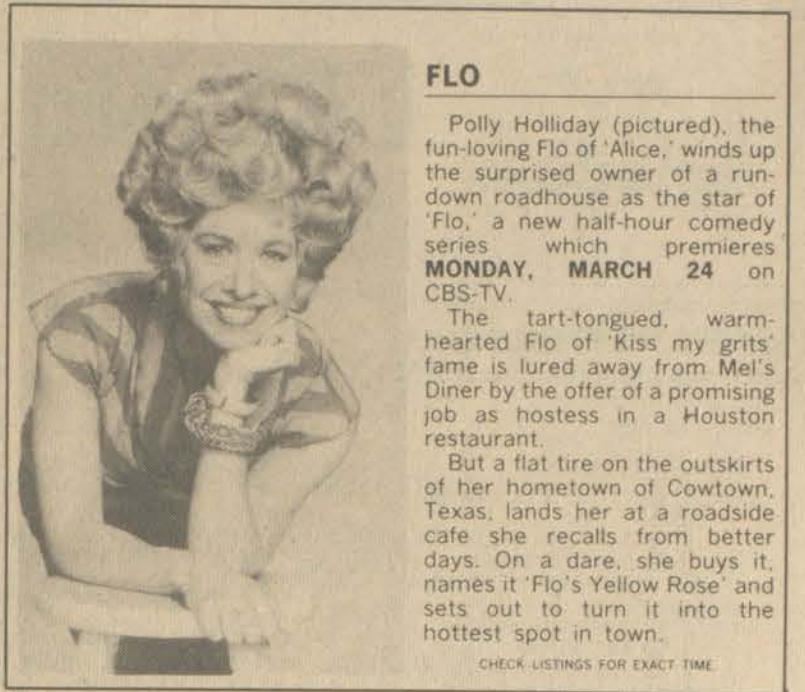 FLO
Polly Holliday (pictured), the
fun-loving Flo of 'Alice,' winds up
the surprised owner of a run-
down roadhouse as the star of
'Flo,' a new half-hour comedy
series which premieres
MONDAY, MARCH 24 on
CBS-TV.
The tart-tongued, warm-
hearted Flo of 'Kiss my grits'
fame is lured away from Mel's
Diner by the offer of a promising
job as hostess in a Houston
restaurant.
But a flat tire on the outskirts
of her hometown of Cowtown,
Texas, lands her at a roadside
cafe she recalls from better
days. On a dare, she buys it,
names it 'Flo's Yellow Rose' and
sets out to turn it into the
hottest spot in town.
CHECK LISTINGS FOR EXACT TIME